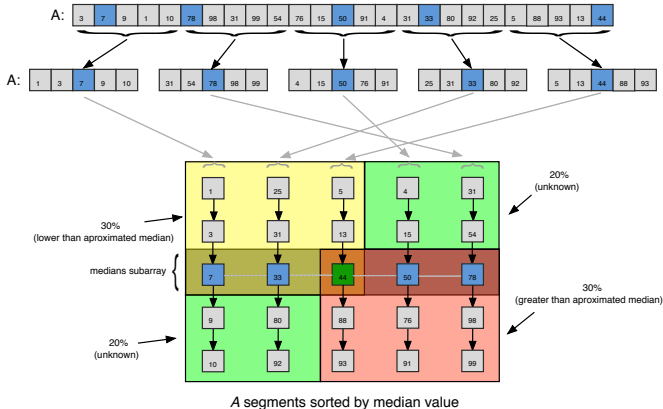 A: 3 7 9 1 10 78 98 31 99 54 76 15 50 91 4 31 33 80 92 25 5 88 93 13 44
A: 1 3 7 9 10 31 54 78 98 99 4 15 50 76 91 25 31 33 80 92 5 13 44 88 93
20%
(unknown)
1 25 5 4 31
30%
(lower than aproximated median)
3 31 13 15 54
medians subarray
7 33 44 50 78
30%
(greater than aproximated median)
9 80 88 76 98
20%
(unknown)
10 92 93 91 99
A segments sorted by median value